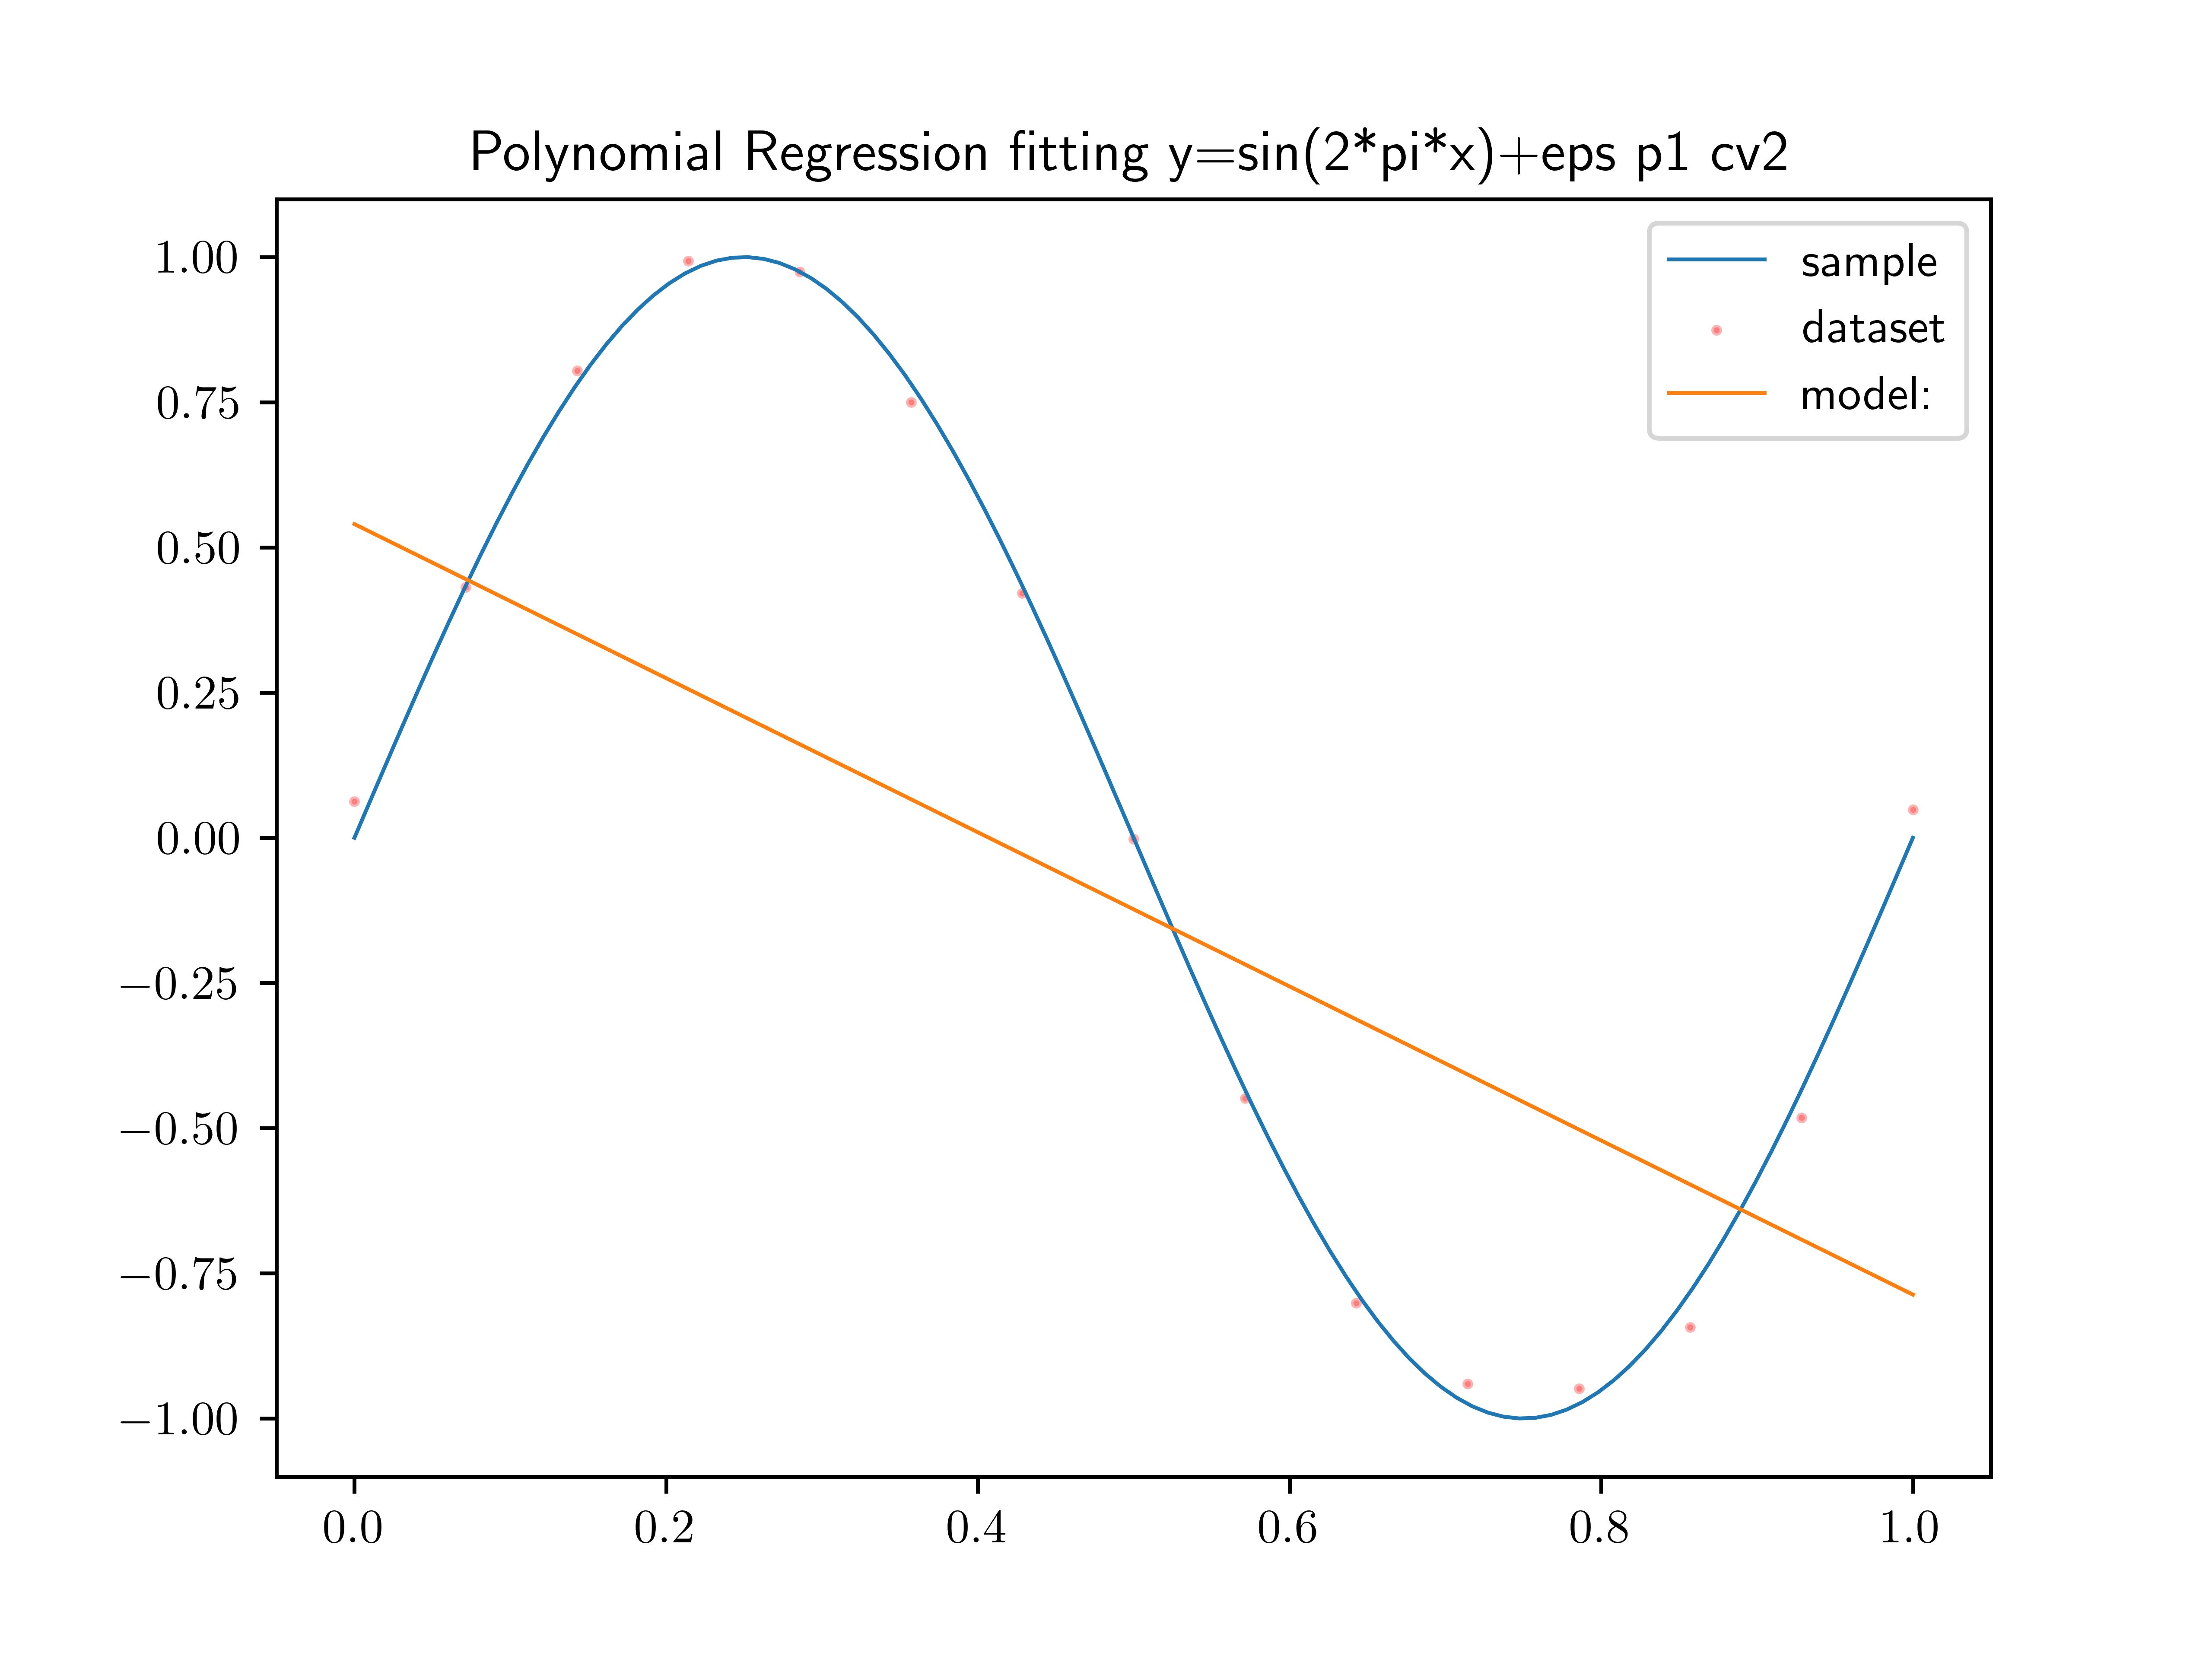 Polynomial Regression fitting y=sin(2*pi*x)+eps p1 cv2
sample
dataset
model:
1.00
0.75
0.50
0.25
0.00
−0.25
−0.50
−0.75
−1.00
0.0 0.2 0.4 0.6 0.8 1.0